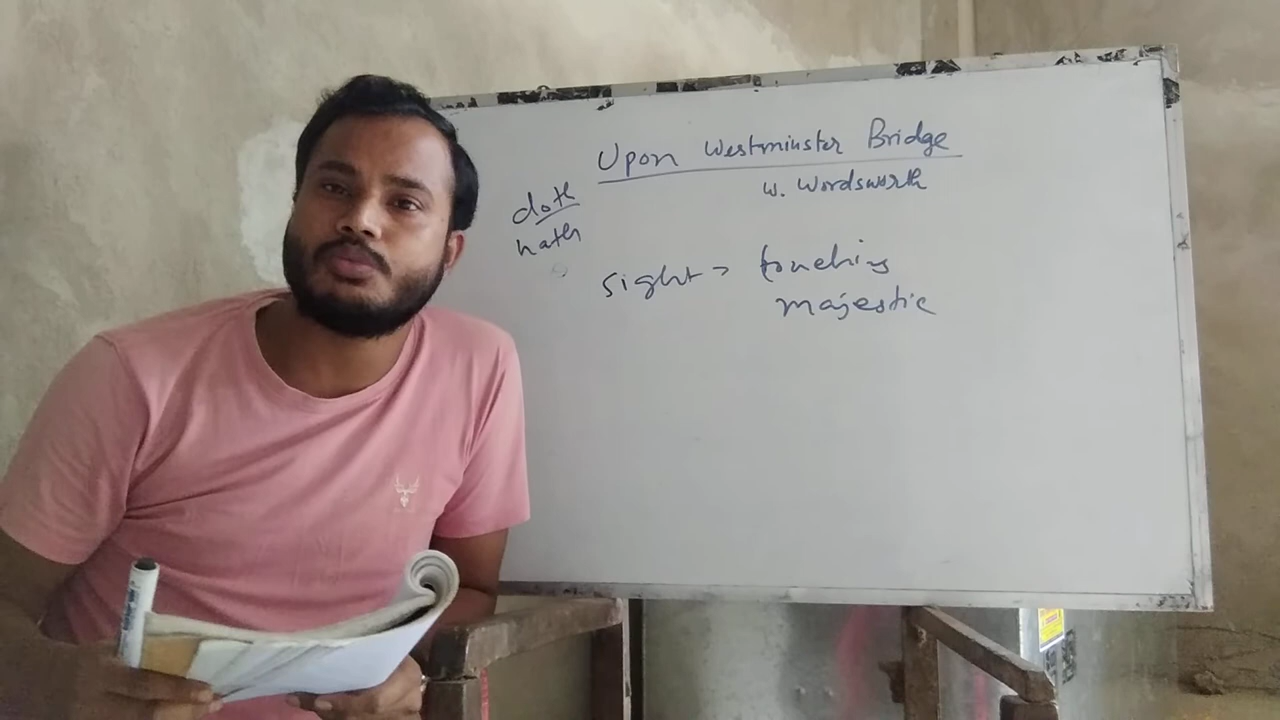 Upon Westminster Bridge
W. Wordsworth
doth
hath
sight → touching
majestic